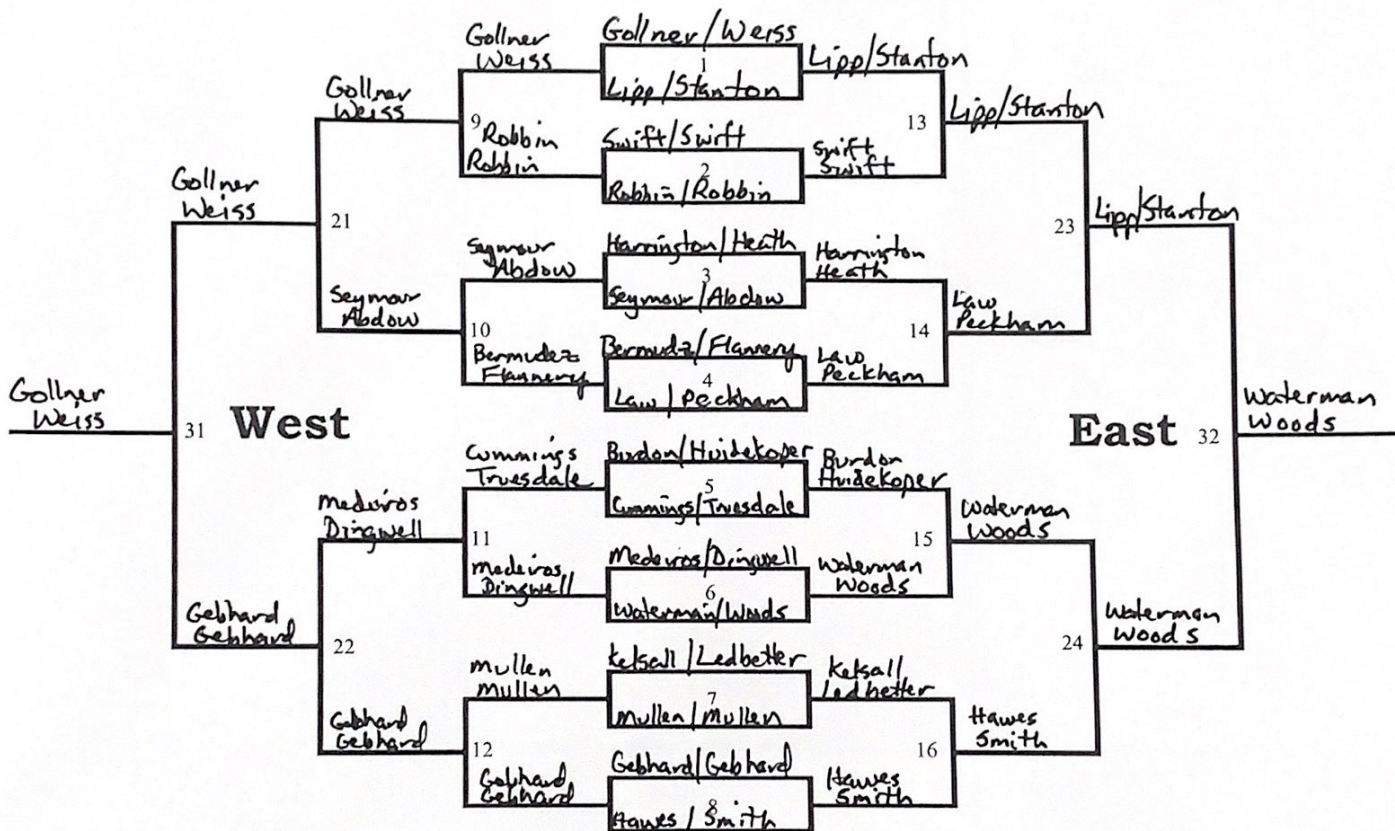 Gollner
Weiss
Gollner/Weiss
1
Lipp/Stanton
Lipp/Stanton
Gollner
Weiss
9
Robbin
Robbin
Swift/Swift
2
Robbin/Robbin
Swift
Swift
13
Lipp/Stanton
Gollner
Weiss
21
Lipp/Stanton
23
Seymour
Abdow
Harrington/Heath
3
Seymour/Abdow
Harrington
Heath
Seymour
Abdow
10
Bermudez
Flannery
Bermudz/Flannery
4
Law/Peckham
Law
Peckham
14
Law
Peckham
Gollner
Weiss
31
West
East
32
Waterman
Woods
Cummings
Truesdale
Burdon/Huidekoper
5
Cummings/Truesdale
Burdon
Huidekoper
Medeiros
Dingwell
11
Medeiros
Dingwell
Medeiros/Dingwell
6
Waterman/Woods
Waterman
Woods
15
Waterman
Woods
Gebhard
Gebhard
22
24
Waterman
Woods
Mullen
Mullen
Kelsall/Ledbetter
7
Mullen/Mullen
Kelsall/
Ledbetter
Gebhard
Gebhard
12
Gebhard
Gebhard
Gebhard/Gebhard
8
Hawes/Smith
Hawes
Smith
16
Hawes
Smith